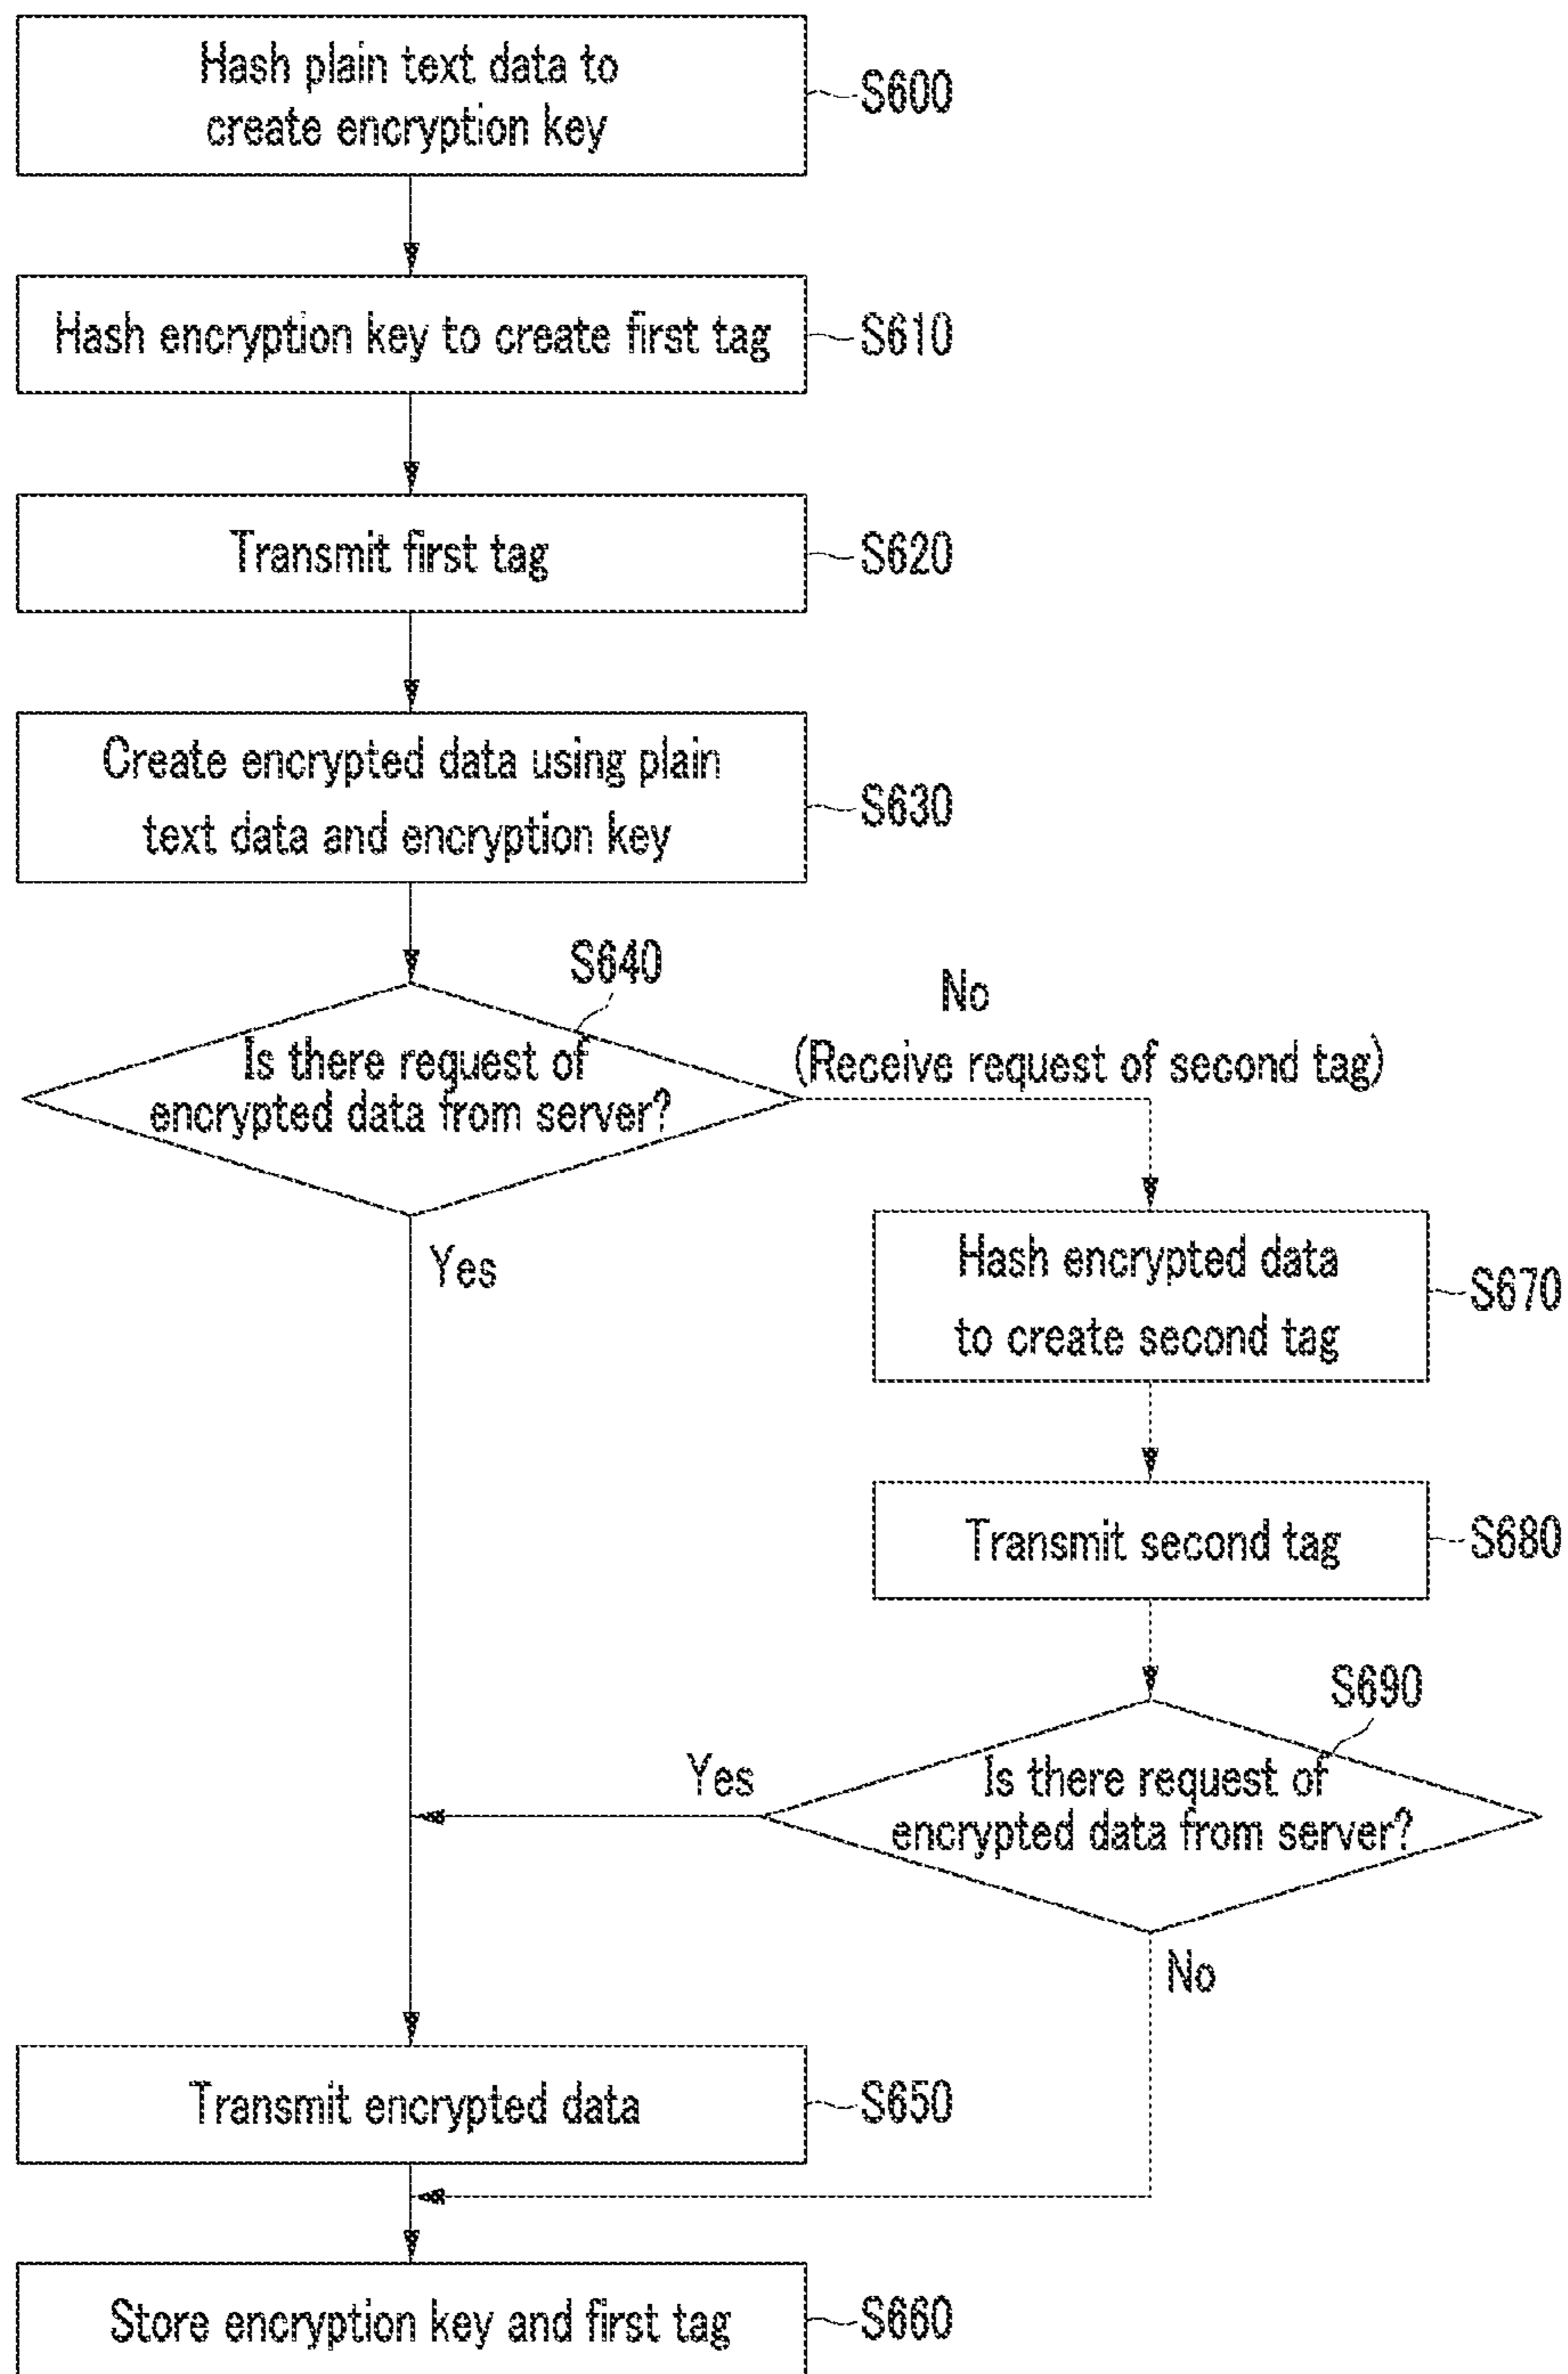 Hash plain text data to
create encryption key
S600
Hash encryption key to create first tag
S610
Transmit first tag
S620
Create encrypted data using plain
text data and encryption key
S630
S640
Is there request of
encrypted data from server?
No
(Receive request of second tag)
Yes
Hash encrypted data
to create second tag
S670
Transmit second tag
S680
S690
Is there request of
encrypted data from server?
Yes
No
Transmit encrypted data
S650
Store encryption key and first tag
S660